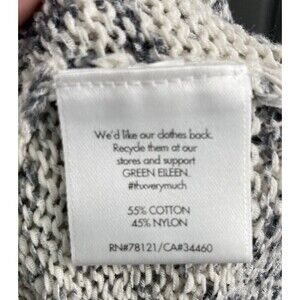 We'd like our clothes back.
Recycle them at our
stores and support
GREEN EILEEN.
#thxverymuch
55% COTTON
45% NYLON
RN#78121/CA#34460